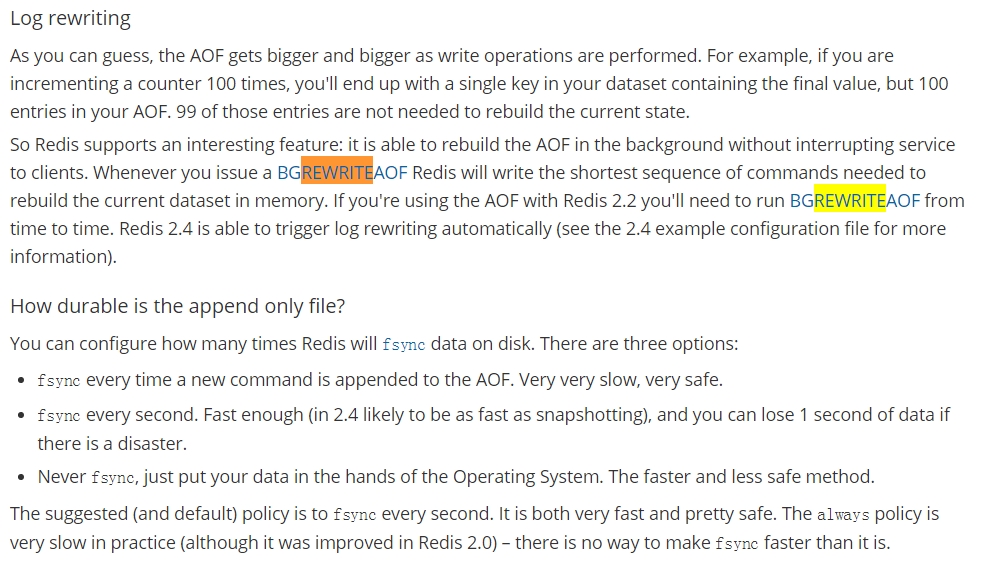 Log rewriting
As you can guess, the AOF gets bigger and bigger as write operations are performed. For example, if you are
incrementing a counter 100 times, you'll end up with a single key in your dataset containing the final value, but 100
entries in your AOF. 99 of those entries are not needed to rebuild the current state.
So Redis supports an interesting feature: it is able to rebuild the AOF in the background without interrupting service
to clients. Whenever you issue a BGREWRITEAOF Redis will write the shortest sequence of commands needed to
rebuild the current dataset in memory. If you're using the AOF with Redis 2.2 you'll need to run BGREWRITEAOF from
time to time. Redis 2.4 is able to trigger log rewriting automatically (see the 2.4 example configuration file for more
information).
How durable is the append only file?
You can configure how many times Redis will fsync data on disk. There are three options:
• fsync every time a new command is appended to the AOF. Very very slow, very safe.
• fsync every second. Fast enough (in 2.4 likely to be as fast as snapshotting), and you can lose 1 second of data if
there is a disaster.
• Never fsync, just put your data in the hands of the Operating System. The faster and less safe method.
The suggested (and default) policy is to fsync every second. It is both very fast and pretty safe. The always policy is
very slow in practice (although it was improved in Redis 2.0) – there is no way to make fsync faster than it is.